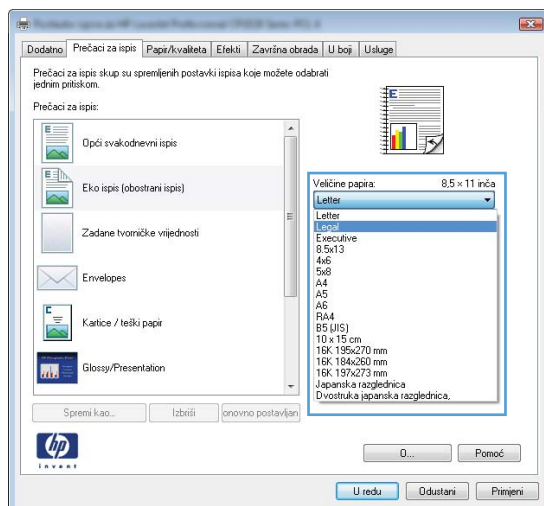 Dodatno Prečaci za ispis Papir/kvaliteta Efekti Završna obrada U boji Usluge
Prečaci za ispis skup su spremljenih postavki ispisa koje možete odabrati
jednim pritiskom.
Prečaci za ispis:
Opći svakodnevni ispis
Eko ispis (obostrani ispis)
Zadane tvorničke vrijednosti
Envelopes
Kartice / teški papir
Glossy/Presentation
Spremi kao... Izbriši onovno postavljan
Veličine papira: 8,5 × 11 inča
Letter
Letter
Legal
Executive
8.5x13
4x6
5x8
A4
A5
A6
RA4
B5 (JIS)
10 x 15 cm
16K 195x270 mm
16K 184x260 mm
16K 197x273 mm
Japanska razglednica
Dvostruka japanska razglednica,
hp
invent
O... Pomoć
U redu Odustani Primjeni